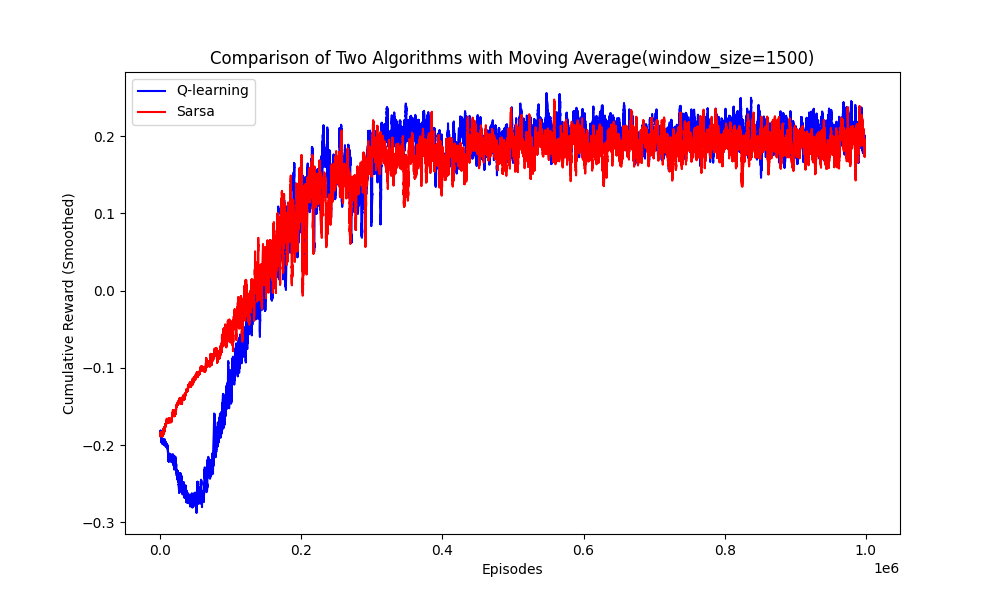 Comparison of Two Algorithms with Moving Average(window_size=1500)
Q-learning
Sarsa
Cumulative Reward (Smoothed)
0.2
0.1
0.0
−0.1
−0.2
−0.3
0.0 0.2 0.4 0.6 0.8 1.0
1e6
Episodes